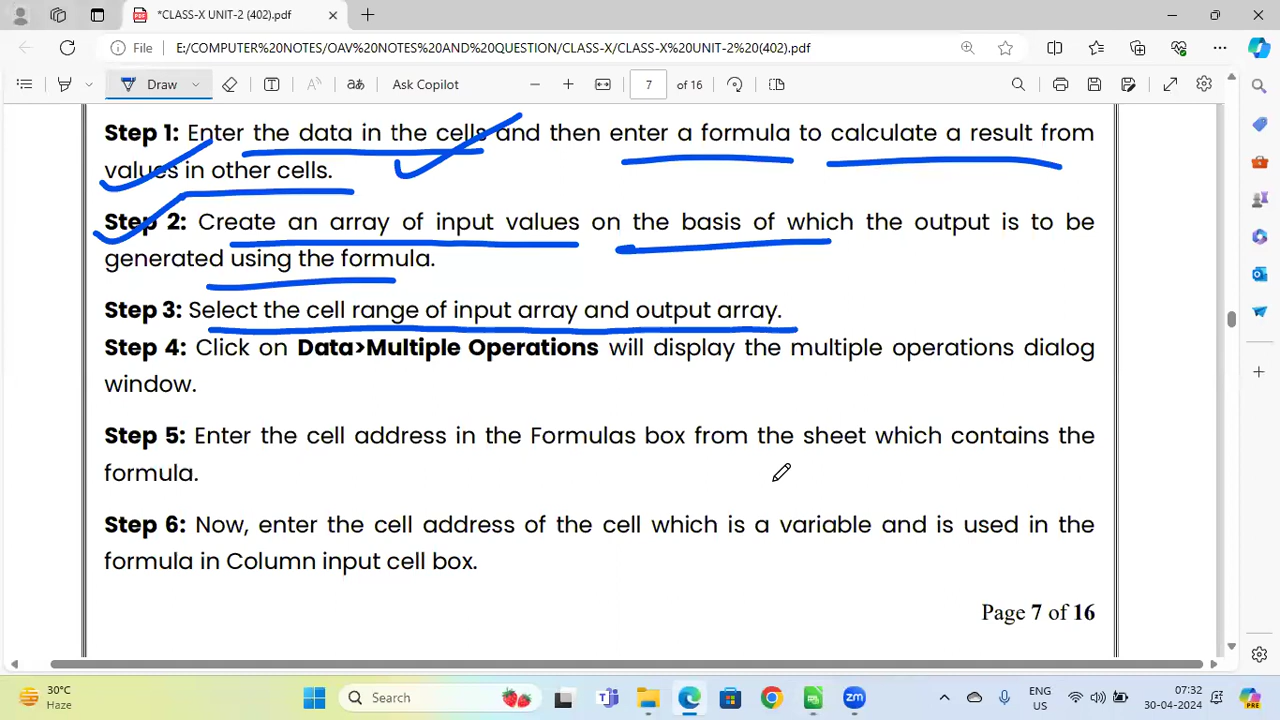 *CLASS-X UNIT-2 (402).pdf
File E:/COMPUTER%20NOTES/OAV%20NOTES%20AND%20QUESTION/CLASS-X/CLASS-X%20UNIT-2%20(402).pdf
Draw Ask Copilot 7 of 16
Step 1: Enter the data in the cells and then enter a formula to calculate a result from
values in other cells.
Step 2: Create an array of input values on the basis of which the output is to be
generated using the formula.
Step 3: Select the cell range of input array and output array.
Step 4: Click on Data>Multiple Operations will display the multiple operations dialog
window.
Step 5: Enter the cell address in the Formulas box from the sheet which contains the
formula.
Step 6: Now, enter the cell address of the cell which is a variable and is used in the
formula in Column input cell box.
Page 7 of 16
30°C
Haze
Search
zm
ENG
US
07:32
30-04-2024
PRE